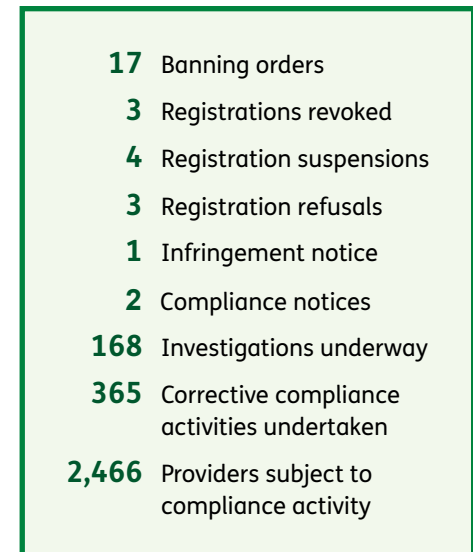 17 Banning orders
3 Registrations revoked
4 Registration suspensions
3 Registration refusals
1 Infringement notice
2 Compliance notices
168 Investigations underway
365 Corrective compliance
activities undertaken
2,466 Providers subject to
compliance activity